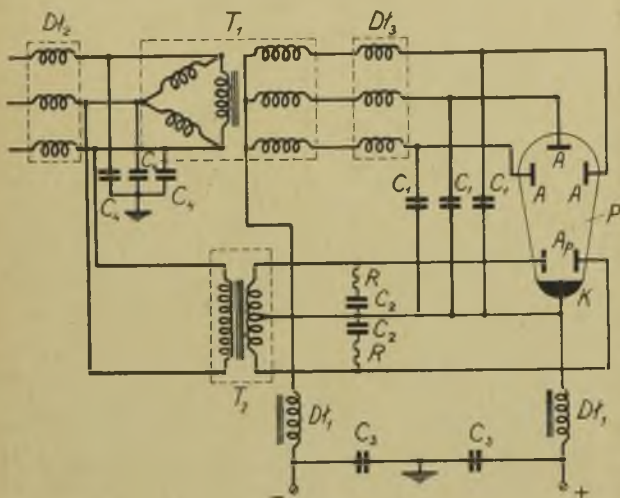 Dł₂
T₁
Dł₃
C₄
C₄
C₄
C₁
C₁
C₁
A
A
A
P
Aₚ
K
R
C₂
C₂
R
T₂
Dł₁
Dł₁
C₃
C₃
−
+